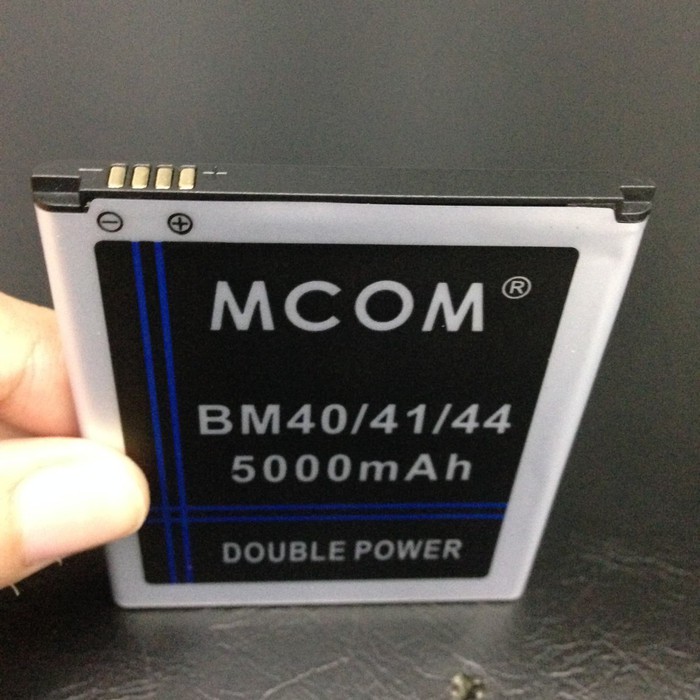 - +
⊖ ⊕
MCOM®
BM40/41/44
5000mAh
DOUBLE POWER